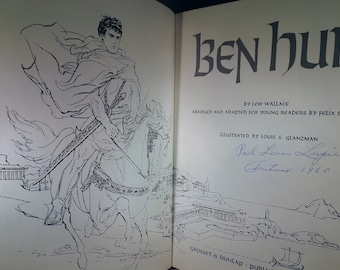 BEN HUR
BY LEW WALLACE
ABRIDGED AND ADAPTED FOR YOUNG READERS BY FELIX
ILLUSTRATED BY LOUIS S. GLANZMAN
Paul
1960
GROSSET & DUNLAP